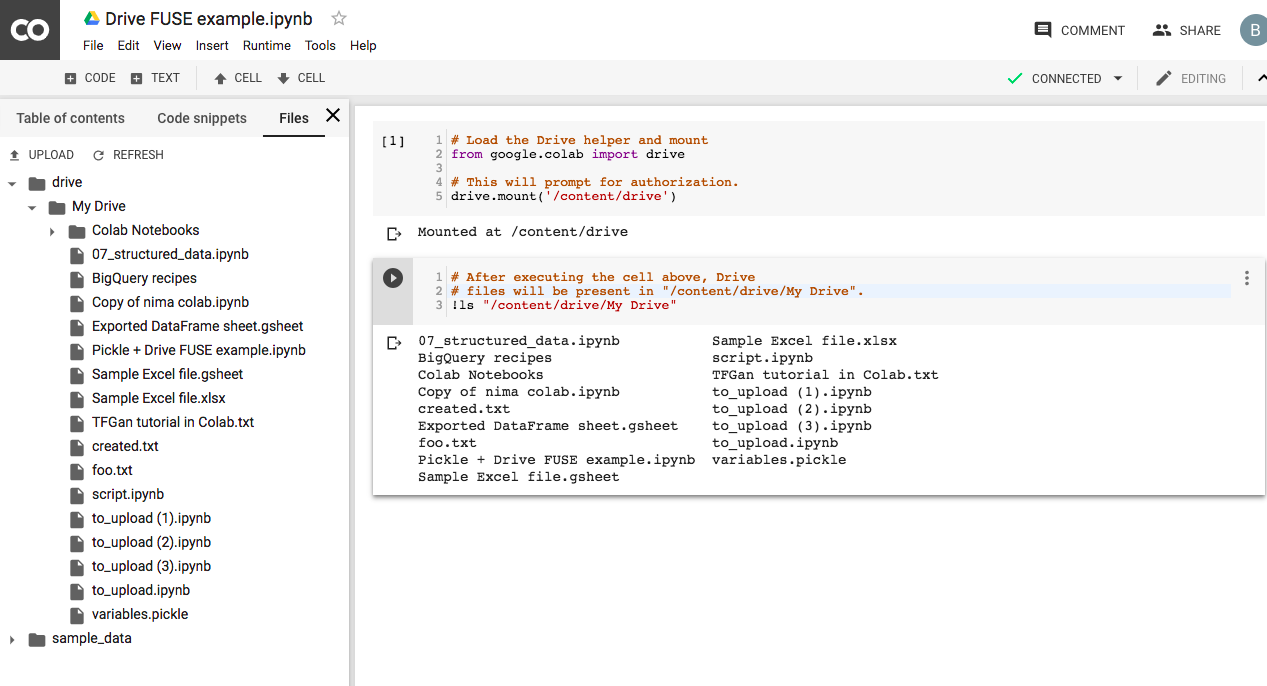 CO
Drive FUSE example.ipynb
File Edit View Insert Runtime Tools Help
COMMENT SHARE B
CODE TEXT CELL CELL
CONNECTED EDITING
Table of contents Code snippets Files
UPLOAD REFRESH
drive
My Drive
Colab Notebooks
07_structured_data.ipynb
BigQuery recipes
Copy of nima colab.ipynb
Exported DataFrame sheet.gsheet
Pickle + Drive FUSE example.ipynb
Sample Excel file.gsheet
Sample Excel file.xlsx
TFGan tutorial in Colab.txt
created.txt
foo.txt
script.ipynb
to_upload (1).ipynb
to_upload (2).ipynb
to_upload (3).ipynb
to_upload.ipynb
variables.pickle
sample_data
[1]
1 # Load the Drive helper and mount
2 from google.colab import drive
3
4 # This will prompt for authorization.
5 drive.mount('/content/drive')
Mounted at /content/drive
1 # After executing the cell above, Drive
2 # files will be present in "/content/drive/My Drive".
3 !ls "/content/drive/My Drive"
07_structured_data.ipynb Sample Excel file.xlsx
BigQuery recipes script.ipynb
Colab Notebooks TFGan tutorial in Colab.txt
Copy of nima colab.ipynb to_upload (1).ipynb
created.txt to_upload (2).ipynb
Exported DataFrame sheet.gsheet to_upload (3).ipynb
foo.txt to_upload.ipynb
Pickle + Drive FUSE example.ipynb variables.pickle
Sample Excel file.gsheet